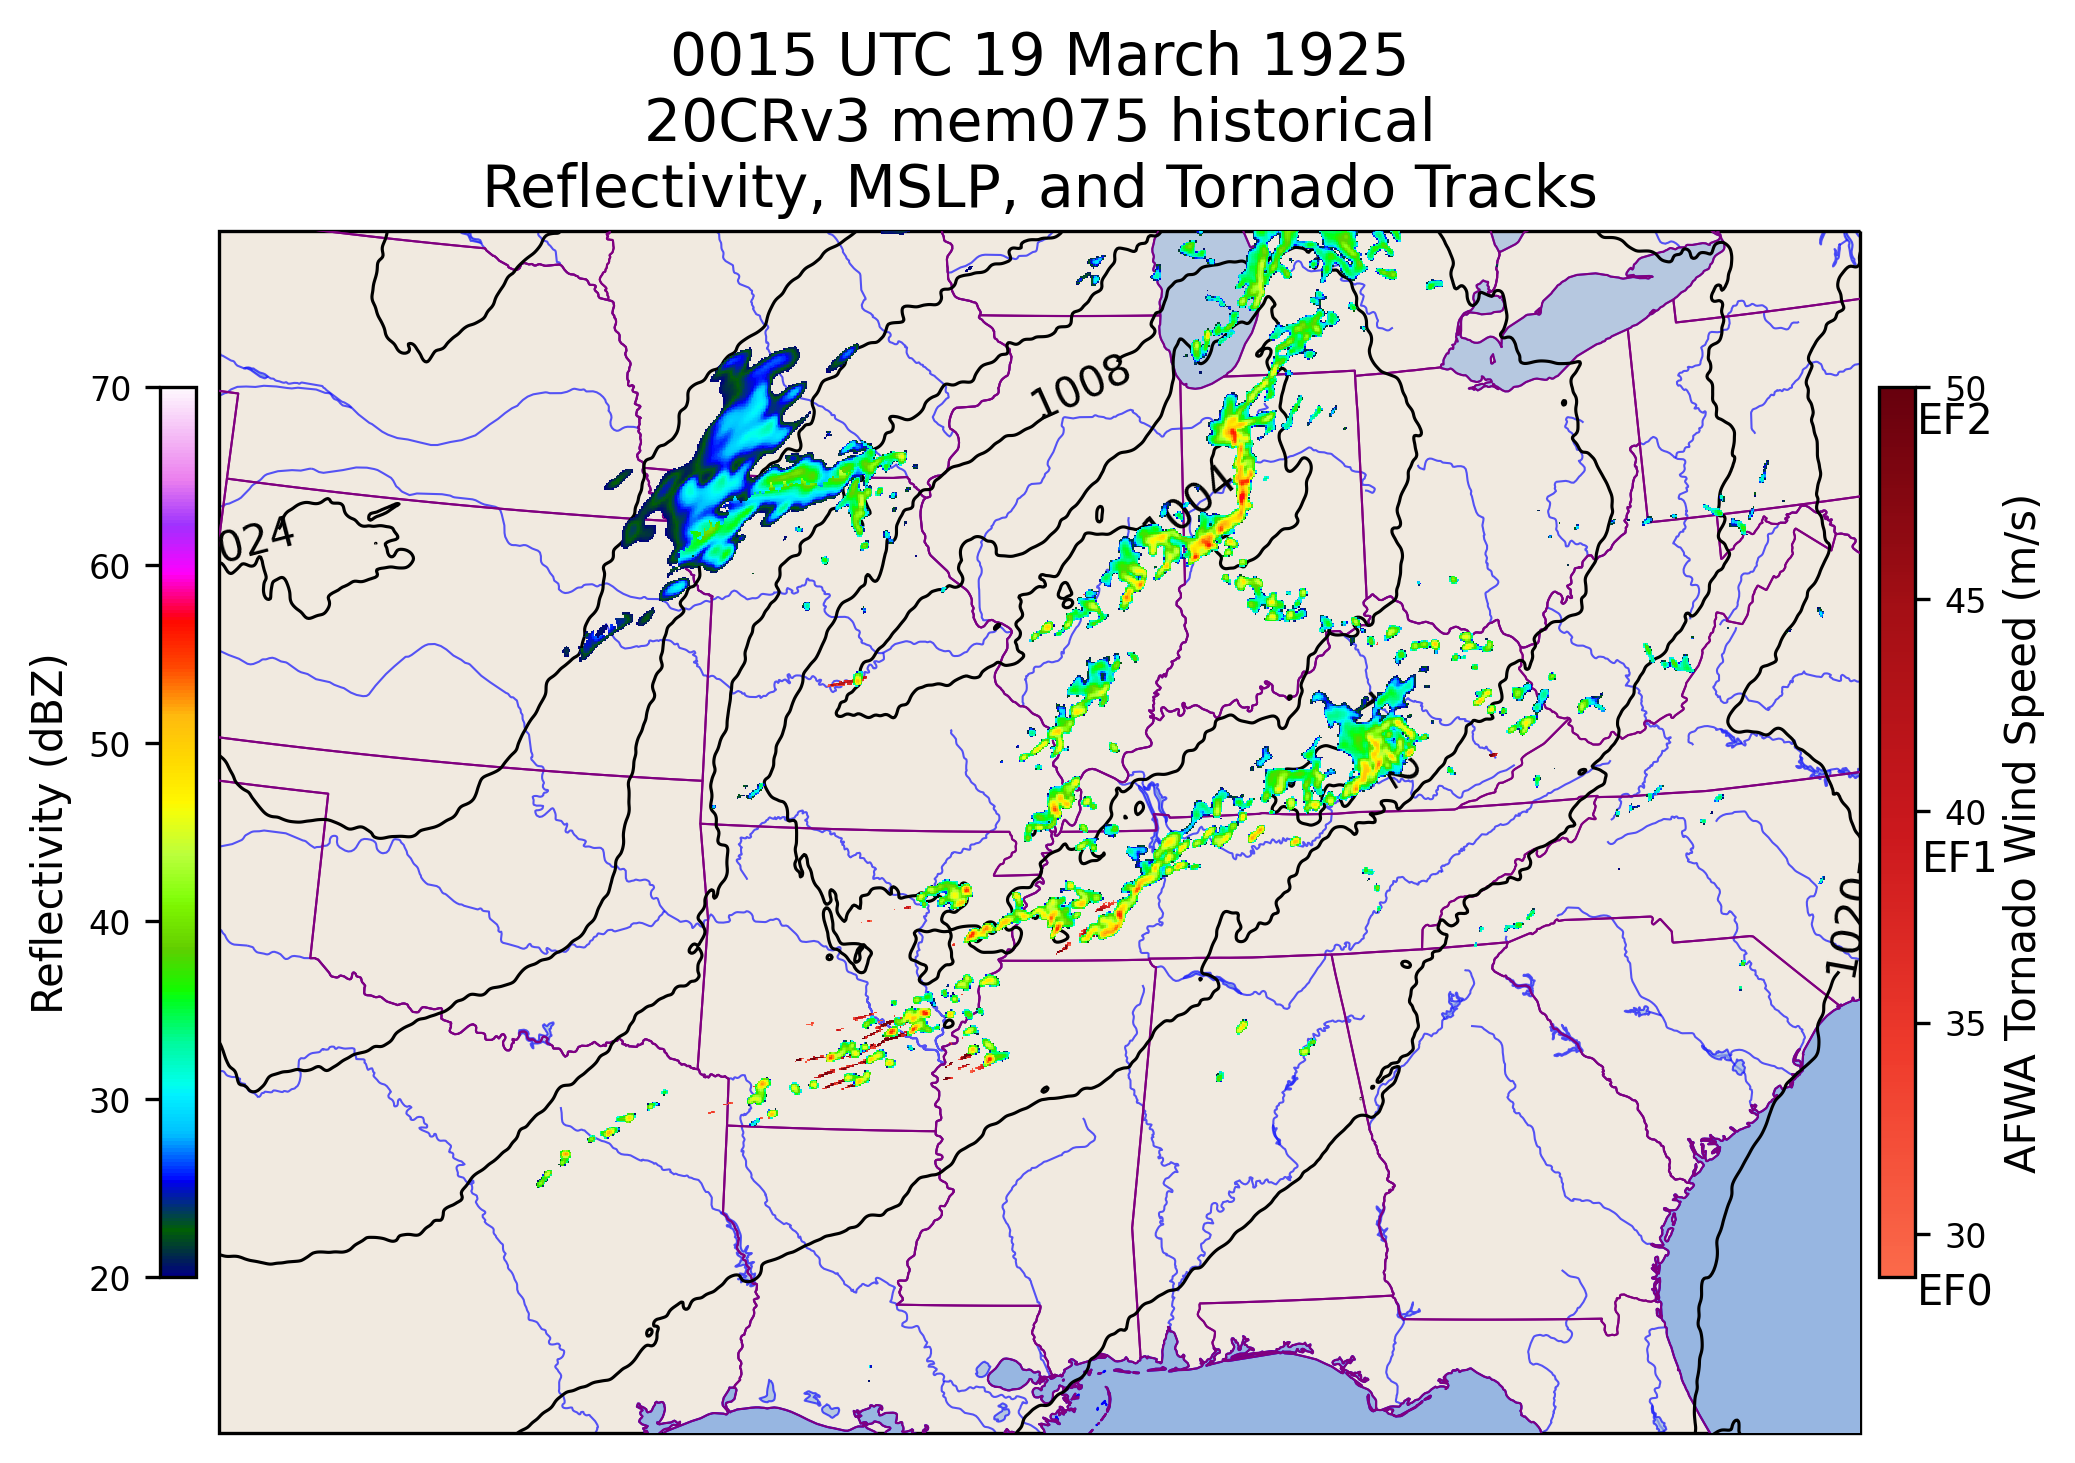 0015 UTC 19 March 1925
20CRv3 mem075 historical
Reflectivity, MSLP, and Tornado Tracks
1008
1004
024
1020
70
60
50
40
30
20
Reflectivity (dBZ)
50
EF2
45
40
EF1
35
30
EF0
AFWA Tornado Wind Speed (m/s)